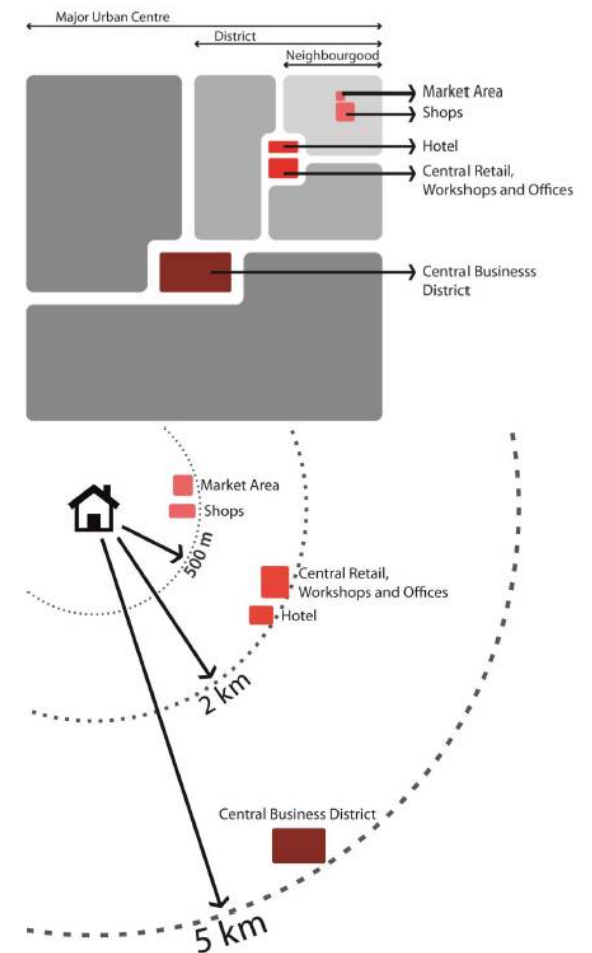 Major Urban Centre
District
Neighbourgood
Market Area
Shops
Hotel
Central Retail,
Workshops and Offices
Central Businesss
District
Market Area
Shops
500 m
Central Retail,
Workshops and Offices
Hotel
2 km
Central Business District
5 km